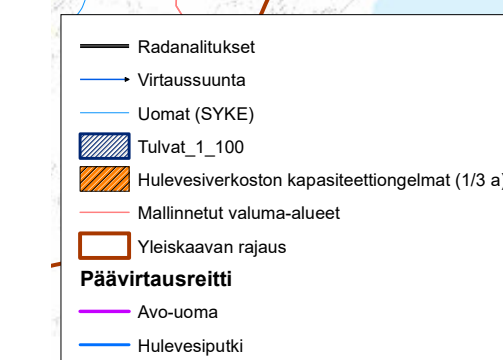 Radanalitukset
Virtaussuunta
Uomat (SYKE)
Tulvat_1_100
Hulevesiverkoston kapasiteettiongelmat (1/3 a)
Mallinnetut valuma-alueet
Yleiskaavan rajaus
Päävirtausreitti
Avo-uoma
Hulevesiputki